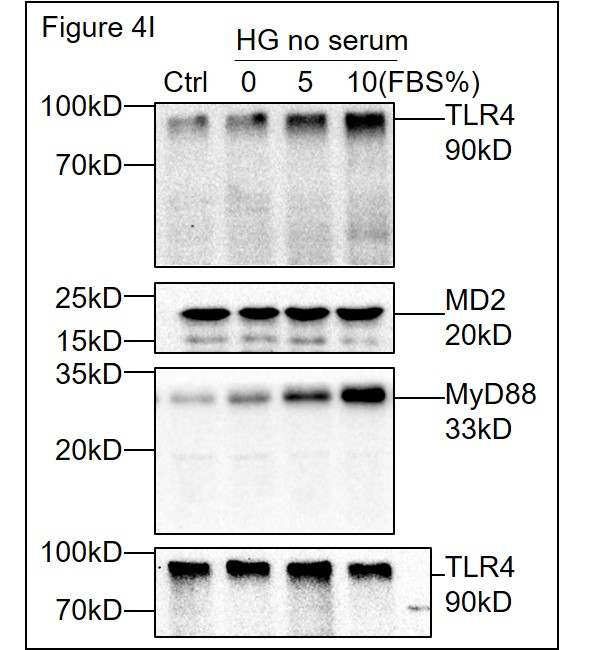 Figure 4I
HG no serum
Ctrl 0 5 10(FBS%)
100kD
TLR4
70kD
90kD
25kD
MD2
15kD
20kD
35kD
MyD88
33kD
20kD
100kD
TLR4
70kD
90kD